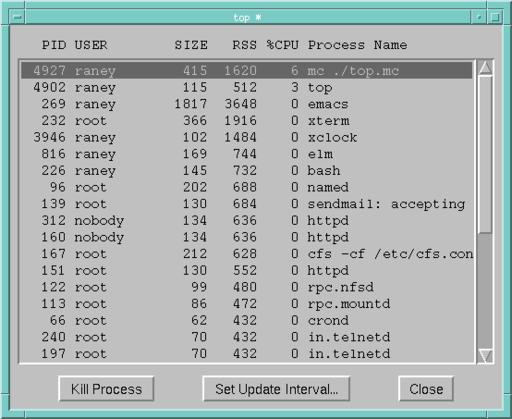 top *
PID USER SIZE RSS %CPU Process Name
4927 raney 415 1620 6 mc ./top.mc
4902 raney 115 512 3 top
269 raney 1817 3648 0 emacs
232 root 366 1916 0 xterm
3946 raney 102 1484 0 xclock
816 raney 169 744 0 elm
226 raney 145 732 0 bash
96 root 202 688 0 named
139 root 130 684 0 sendmail: accepting
312 nobody 134 636 0 httpd
160 nobody 134 636 0 httpd
167 root 212 628 0 cfs -cf /etc/cfs.con
151 root 130 552 0 httpd
122 root 99 480 0 rpc.nfsd
113 root 86 472 0 rpc.mountd
66 root 62 432 0 crond
240 root 70 432 0 in.telnetd
197 root 70 432 0 in.telnetd
Kill Process Set Update Interval... Close